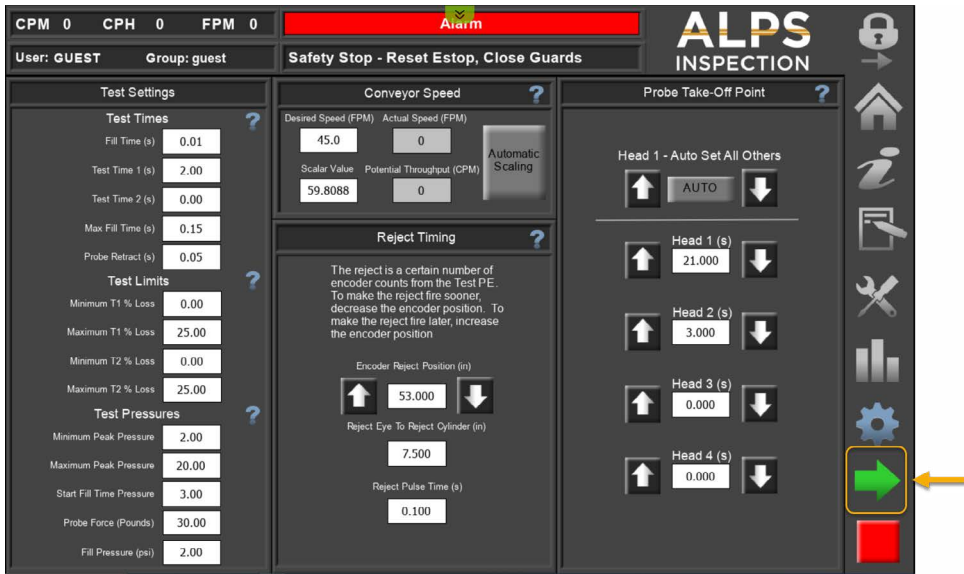 CPM 0 CPH 0 FPM 0
Alarm
ALPS
INSPECTION
User: GUEST Group: guest
Safety Stop - Reset Estop, Close Guards
Test Settings
Test Times ?
Fill Time (s) 0.01
Test Time 1 (s) 2.00
Test Time 2 (s) 0.00
Max Fill Time (s) 0.15
Probe Retract (s) 0.05
Test Limits ?
Minimum T1 % Loss 0.00
Maximum T1 % Loss 25.00
Minimum T2 % Loss 0.00
Maximum T2 % Loss 25.00
Test Pressures ?
Minimum Peak Pressure 2.00
Maximum Peak Pressure 20.00
Start Fill Time Pressure 3.00
Probe Force (Pounds) 30.00
Fill Pressure (psi) 2.00
Conveyor Speed ?
Desired Speed (FPM) Actual Speed (FPM)
45.0 0
Scalar Value Potential Throughput (CPM)
59.8088 0
Automatic
Scaling
Reject Timing ?
The reject is a certain number of
encoder counts from the Test PE.
To make the reject fire sooner,
decrease the encoder position. To
make the reject fire later, increase
the encoder position
Encoder Reject Position (in)
53.000
Reject Eye To Reject Cylinder (in)
7.500
Reject Pulse Time (s)
0.100
Probe Take-Off Point ?
Head 1 - Auto Set All Others
AUTO
Head 1 (s)
21.000
Head 2 (s)
3.000
Head 3 (s)
0.000
Head 4 (s)
0.000